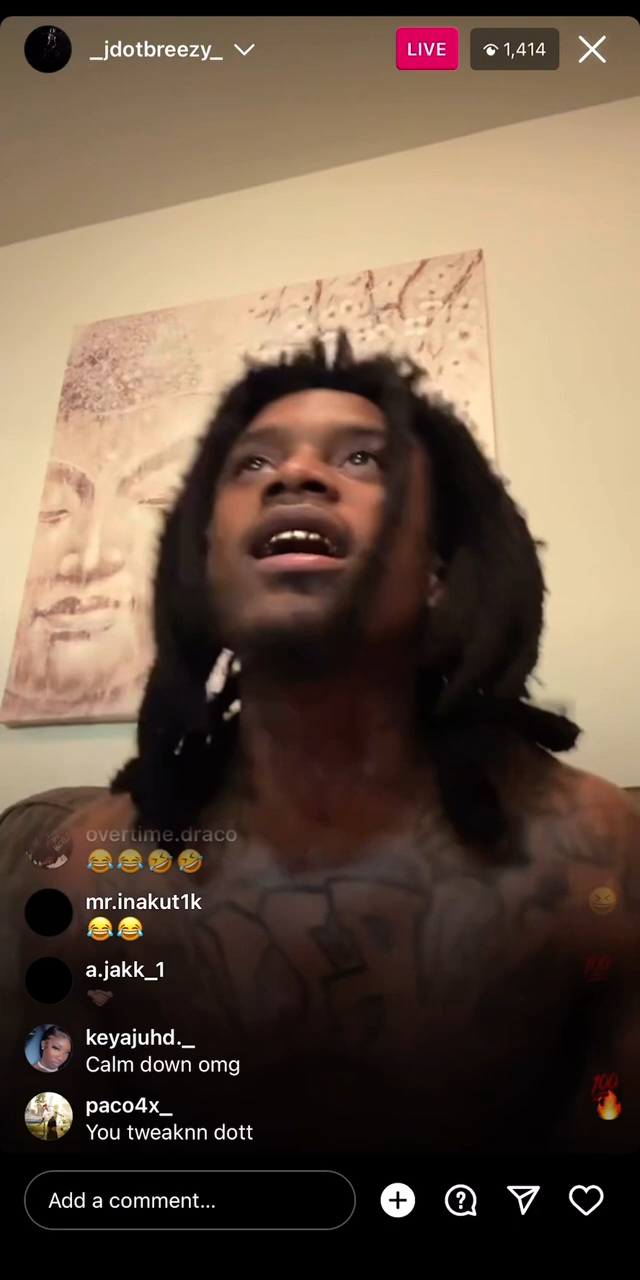 _jdotbreezy_
LIVE
1,414
overtime.draco
😂😂🤣🤣
mr.inakut1k
😂😂
a.jakk_1
🤝
keyajuhd._
Calm down omg
paco4x_
You tweaknn dott
Add a comment...